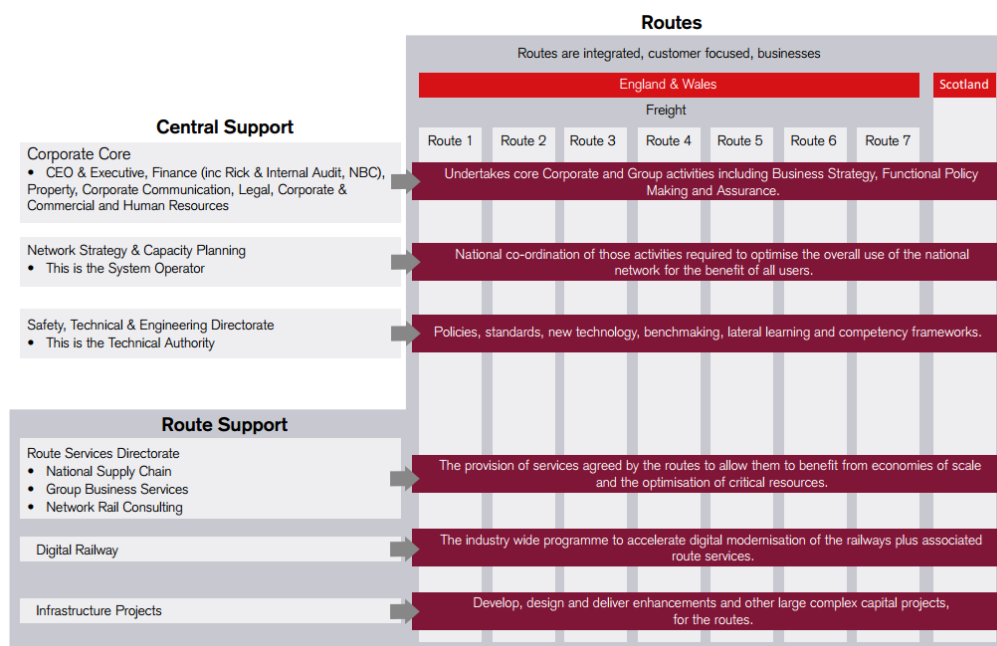 Routes
Routes are integrated, customer focused, businesses
England & Wales
Scotland
Freight
Route 1
Route 2
Route 3
Route 4
Route 5
Route 6
Route 7
Central Support
Corporate Core
• CEO & Executive, Finance (inc Risk & Internal Audit, NBC),
Property, Corporate Communication, Legal, Corporate &
Commercial and Human Resources
Undertakes core Corporate and Group activities including Business Strategy, Functional Policy
Making and Assurance.
Network Strategy & Capacity Planning
• This is the System Operator
National co-ordination of those activities required to optimise the overall use of the national
network for the benefit of all users.
Safety, Technical & Engineering Directorate
• This is the Technical Authority
Policies, standards, new technology, benchmaking, lateral learning and competency frameworks.
Route Support
Route Services Directorate
• National Supply Chain
• Group Business Services
• Network Rail Consulting
The provision of services agreed by the routes to allow them to benefit from economies of scale
and the optimisation of critical resources.
Digital Railway
The industry wide programme to accelerate digital modernisation of the railways plus associated
route services.
Infrastructure Projects
Develop, design and deliver enhancements and other large complex capital projects,
for the routes.